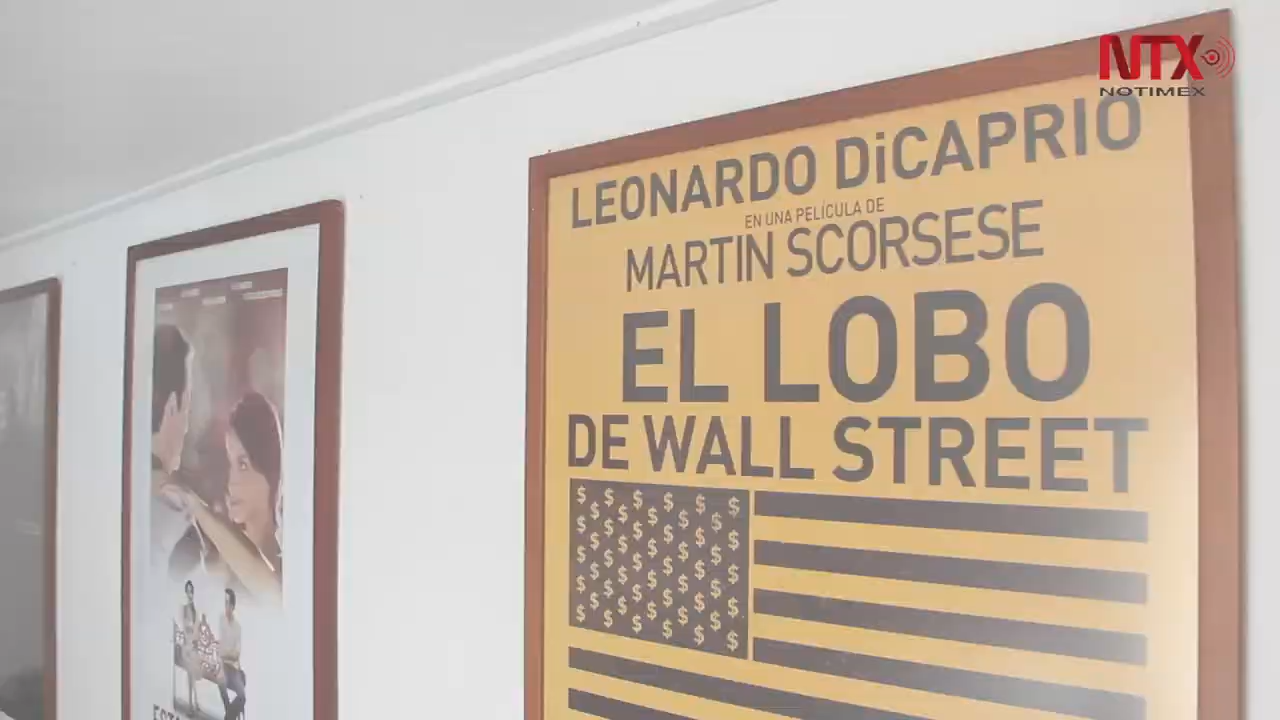 NTX
NOTIMEX
LEONARDO DiCAPRIO
EN UNA PELÍCULA DE
MARTIN SCORSESE
EL LOBO
DE WALL STREET